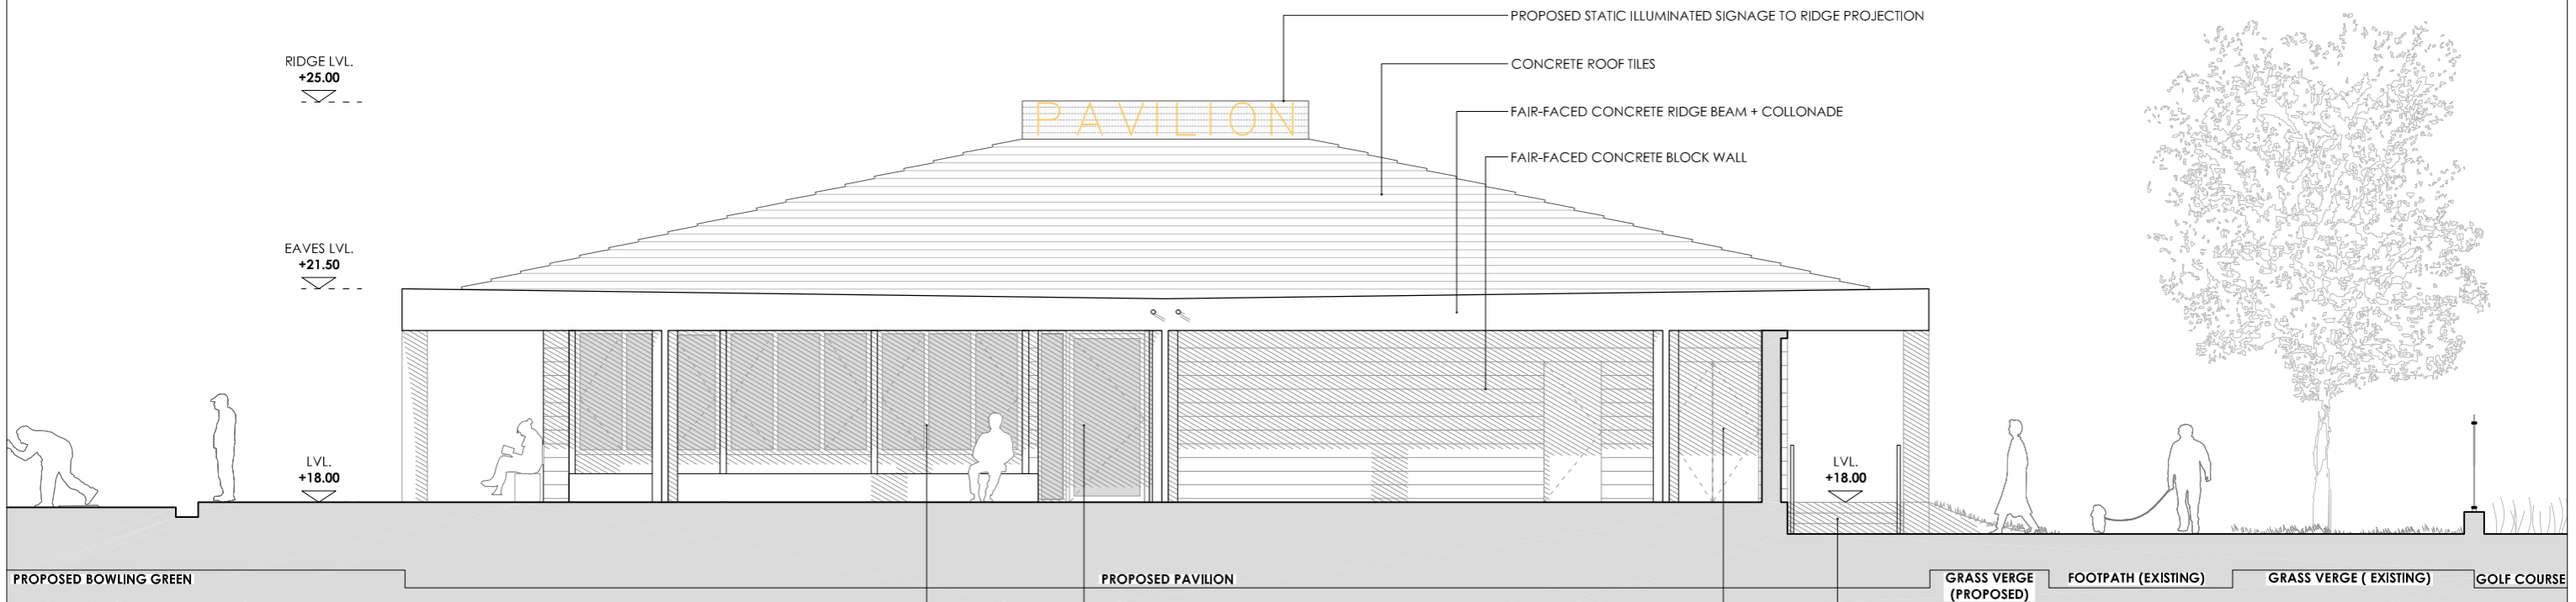 PROPOSED STATIC ILLUMINATED SIGNAGE TO RIDGE PROJECTION
RIDGE LVL.
+25.00
CONCRETE ROOF TILES
PAVILION
FAIR-FACED CONCRETE RIDGE BEAM + COLLONADE
FAIR-FACED CONCRETE BLOCK WALL
EAVES LVL.
+21.50
LVL.
+18.00
LVL.
+18.00
PROPOSED BOWLING GREEN
PROPOSED PAVILION
GRASS VERGE
(PROPOSED)
FOOTPATH (EXISTING)
GRASS VERGE ( EXISTING)
GOLF COURSE